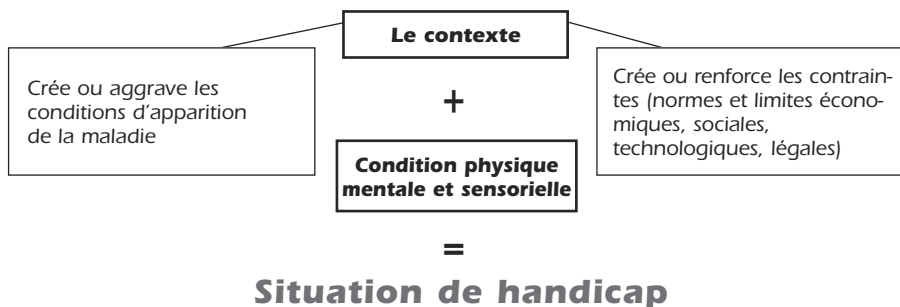 Le contexte
Crée ou aggrave les
conditions d'apparition
de la maladie
Crée ou renforce les contrain-
tes (normes et limites écono-
miques, sociales,
technologiques, légales)
+
Condition physique
mentale et sensorielle
=
Situation de handicap